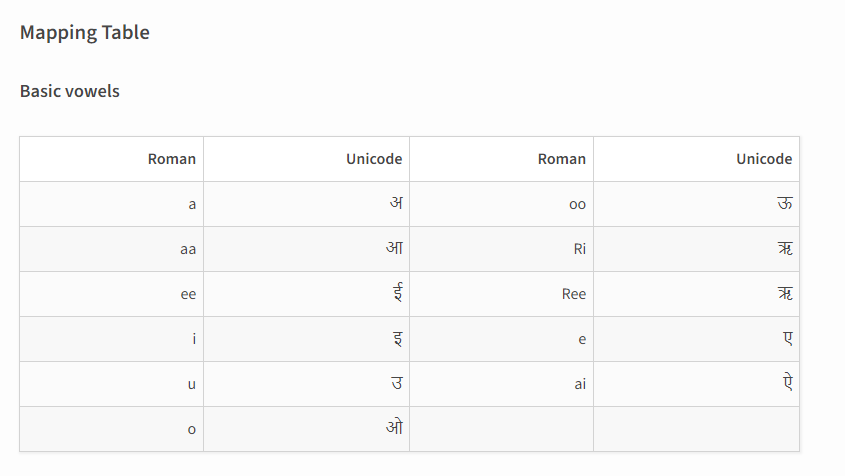 Mapping Table
Basic vowels
Roman Unicode Roman Unicode
a अ oo ऊ
aa आ Ri ऋ
ee ई Ree ऋ
i इ e ए
u उ ai ऐ
o ओ